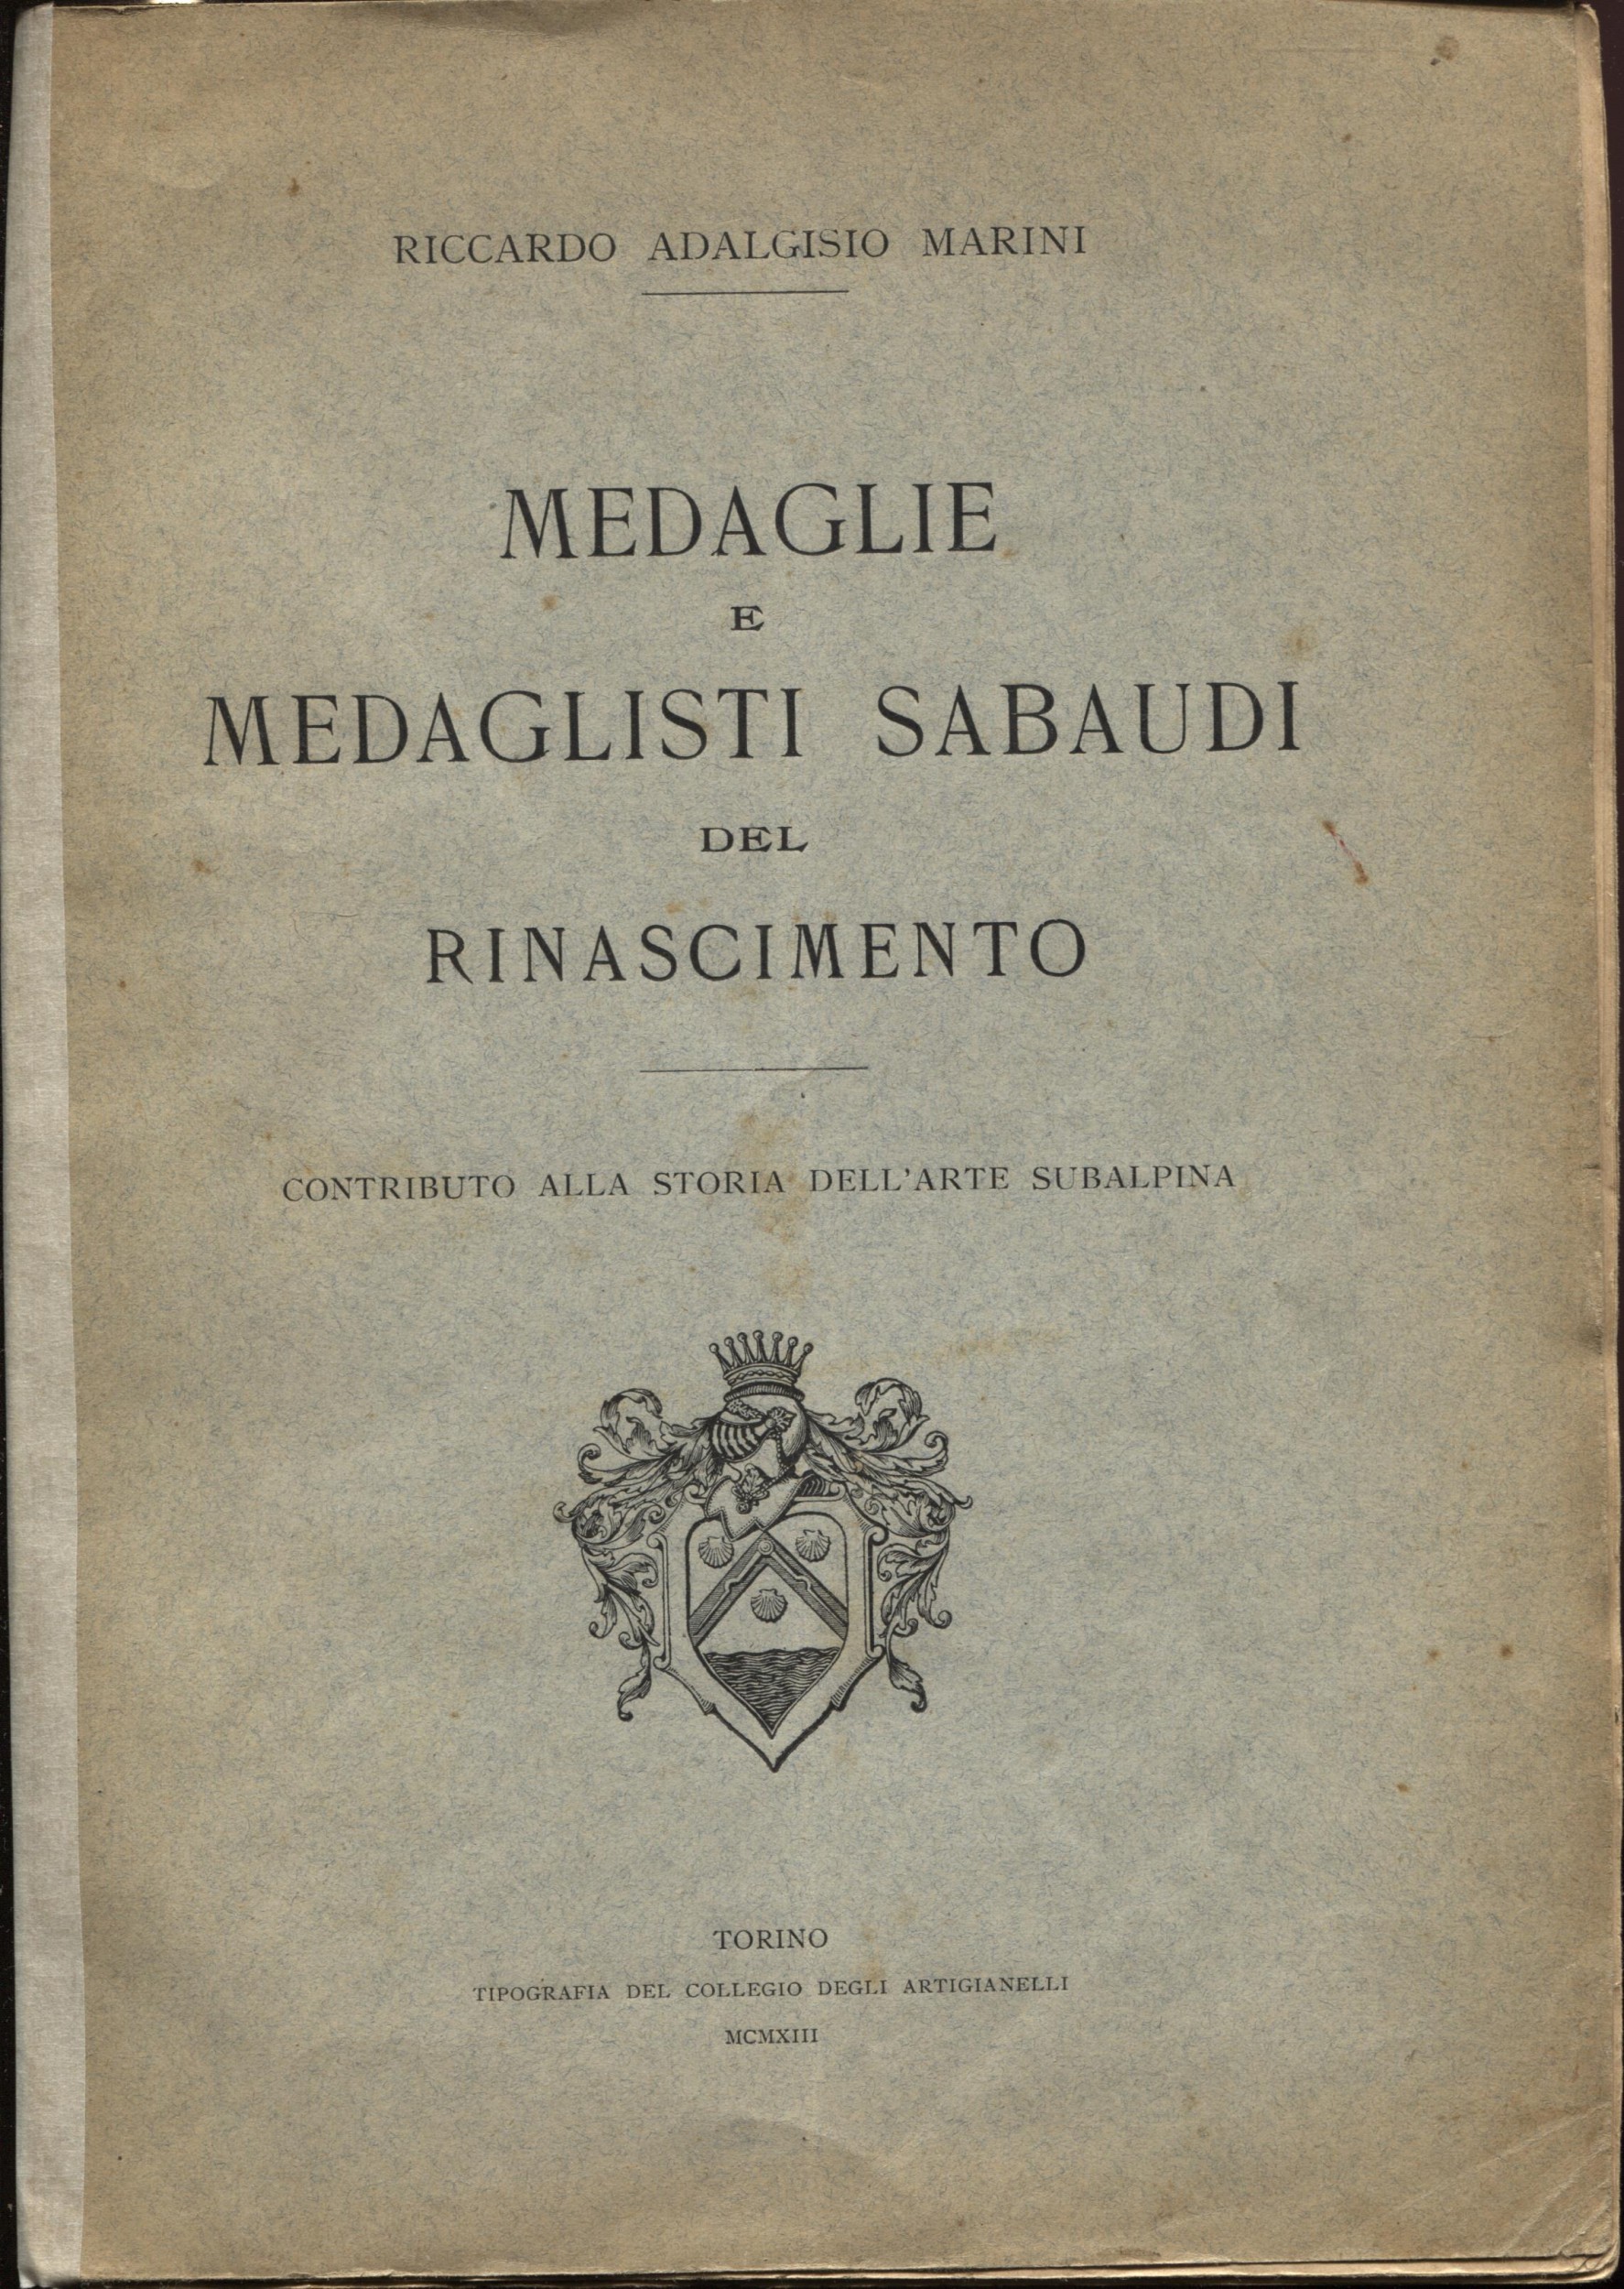 RICCARDO ADALGISIO MARINI
MEDAGLIE
E
MEDAGLISTI SABAUDI
DEL
RINASCIMENTO
CONTRIBUTO ALLA STORIA DELL'ARTE SUBALPINA
TORINO
TIPOGRAFIA DEL COLLEGIO DEGLI ARTIGIANELLI
MCMXIII